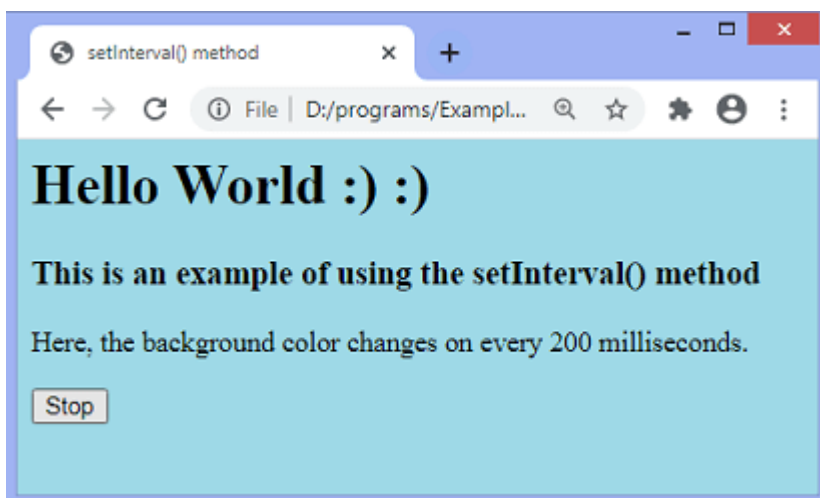 setInterval() method
File | D:/programs/Exampl...
Hello World :) :)
This is an example of using the setInterval() method
Here, the background color changes on every 200 milliseconds.
Stop